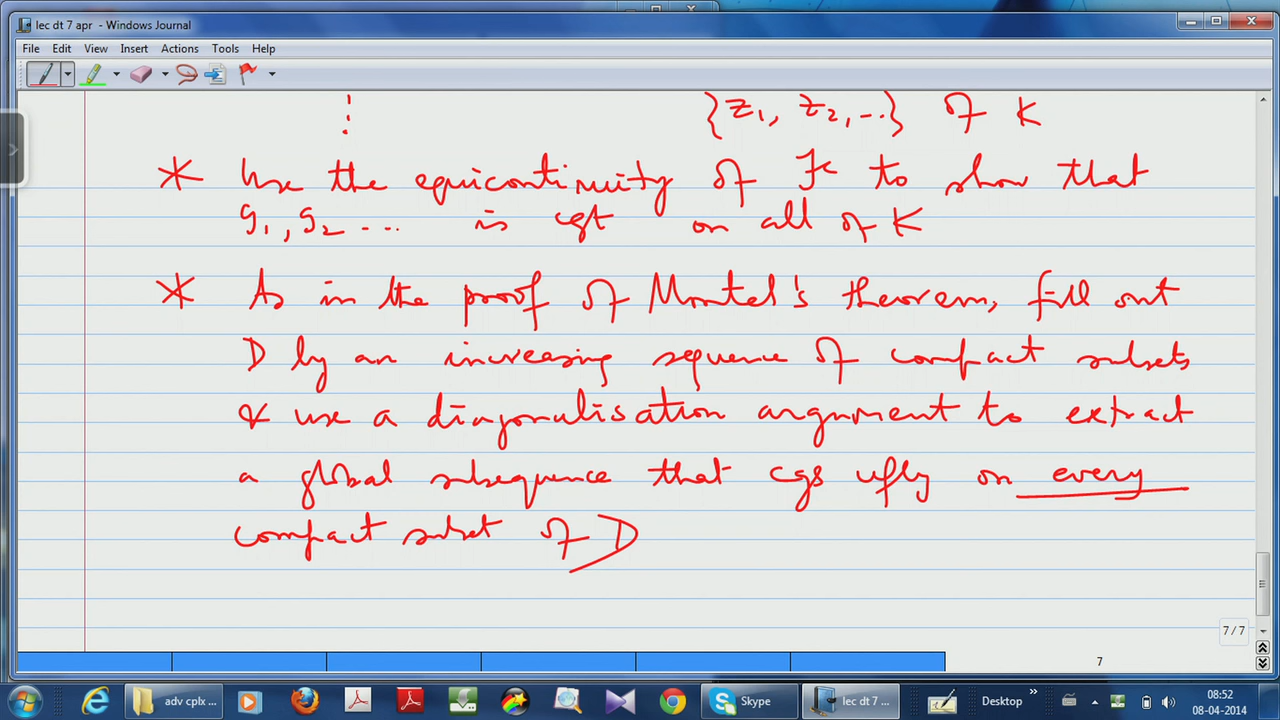 lec dt 7 apr - Windows Journal
File Edit View Insert Actions Tools Help
⋮ {z₁, z₂, ...} of K
* Use the equicontinuity of ℱ to show that
g₁, g₂ ... is cgt on all of K
* As in the proof of Montel's theorem, fill out
D by an increasing sequence of compact subsets
& use a diagonalisation argument to extract
a global subsequence that cgs ufly on every
compact subset of D
7 / 7
7
adv cplx ... Skype lec dt 7 ... Desktop 08:52
08-04-2014